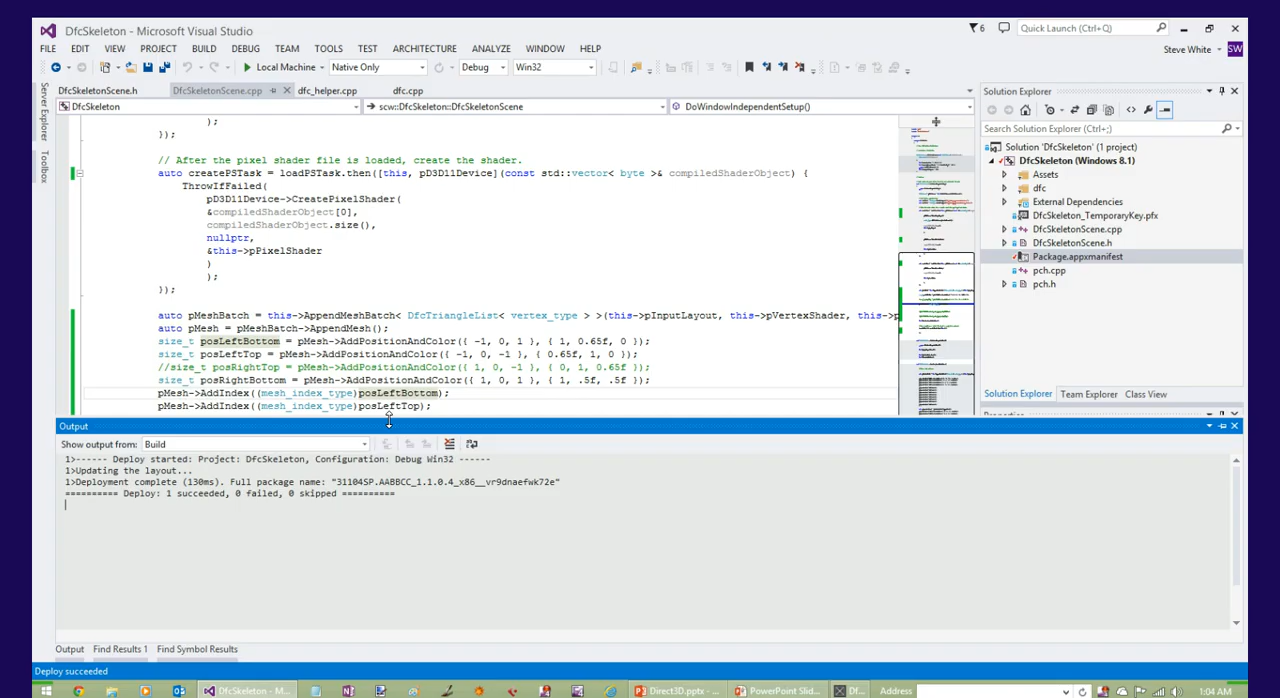 DfcSkeleton - Microsoft Visual Studio
6
Quick Launch (Ctrl+Q)
FILE EDIT VIEW PROJECT BUILD DEBUG TEAM TOOLS TEST ARCHITECTURE ANALYZE WINDOW HELP
Steve White SW
Local Machine Native Only Debug Win32
DfcSkeletonScene.h DfcSkeletonScene.cpp dfc_helper.cpp dfc.cpp
DfcSkeleton scw::DfcSkeleton::DfcSkeletonScene DoWindowIndependentSetup()
Server Explorer
Toolbox
);
});
// After the pixel shader file is loaded, create the shader.
auto createPSTask = loadPSTask.then([this, pD3D11Device](const std::vector< byte >& compiledShaderObject) {
ThrowIfFailed(
pD3D11Device->CreatePixelShader(
&compiledShaderObject[0],
compiledShaderObject.size(),
nullptr,
&this->pPixelShader
)
);
});
auto pMeshBatch = this->AppendMeshBatch< DfcTriangleList< vertex_type > >(this->pInputLayout, this->pVertexShader, this->p
auto pMesh = pMeshBatch->AppendMesh();
size_t posLeftBottom = pMesh->AddPositionAndColor({ -1, 0, 1 }, { 1, 0.65f, 0 });
size_t posLeftTop = pMesh->AddPositionAndColor({ -1, 0, -1 }, { 0.65f, 1, 0 });
//size_t posRightTop = pMesh->AddPositionAndColor({ 1, 0, -1 }, { 0, 1, 0.65f });
size_t posRightBottom = pMesh->AddPositionAndColor({ 1, 0, 1 }, { 1, .5f, .5f });
pMesh->AddIndex((mesh_index_type)posLeftBottom);
pMesh->AddIndex((mesh_index_type)posLeftTop);
Solution Explorer
Search Solution Explorer (Ctrl+;)
Solution 'DfcSkeleton' (1 project)
DfcSkeleton (Windows 8.1)
Assets
dfc
External Dependencies
DfcSkeleton_TemporaryKey.pfx
DfcSkeletonScene.cpp
DfcSkeletonScene.h
Package.appxmanifest
pch.cpp
pch.h
Solution Explorer Team Explorer Class View
Output
Show output from: Build
1>------ Deploy started: Project: DfcSkeleton, Configuration: Debug Win32 ------
1>Updating the layout...
1>Deployment complete (130ms). Full package name: "31104SP.AABBCC_1.1.0.4_x86__vr9dnaefwk72e"
========== Deploy: 1 succeeded, 0 failed, 0 skipped ==========
Output Find Results 1 Find Symbol Results
Deploy succeeded
DfcSkeleton - M... Direct3D.pptx - ... PowerPoint Slid... Df... Address 1:04 AM